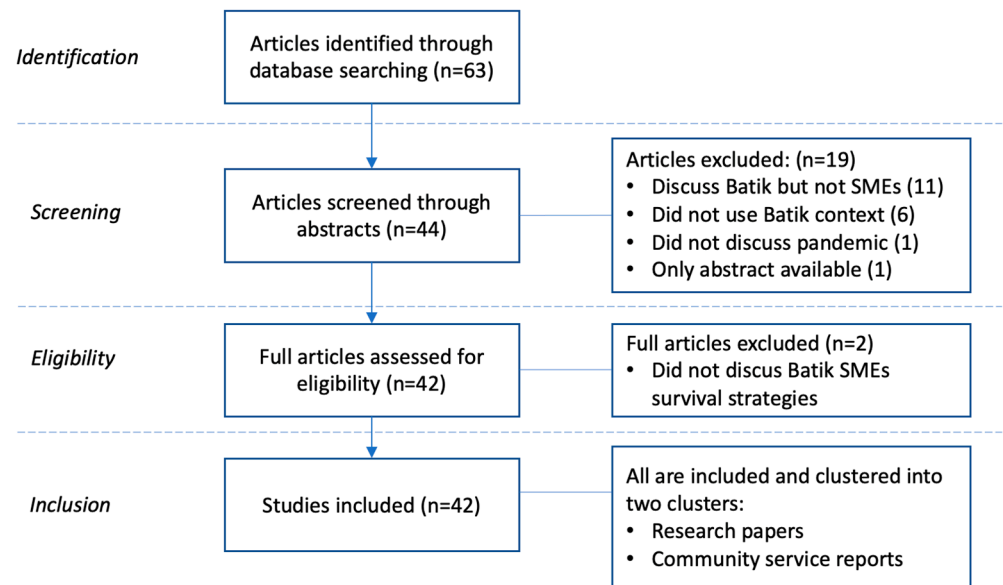 Identification
Articles identified through
database searching (n=63)
Screening
Articles screened through
abstracts (n=44)
Articles excluded: (n=19)
• Discuss Batik but not SMEs (11)
• Did not use Batik context (6)
• Did not discuss pandemic (1)
• Only abstract available (1)
Eligibility
Full articles assessed for
eligibility (n=42)
Full articles excluded (n=2)
• Did not discus Batik SMEs
survival strategies
Inclusion
Studies included (n=42)
All are included and clustered into
two clusters:
• Research papers
• Community service reports